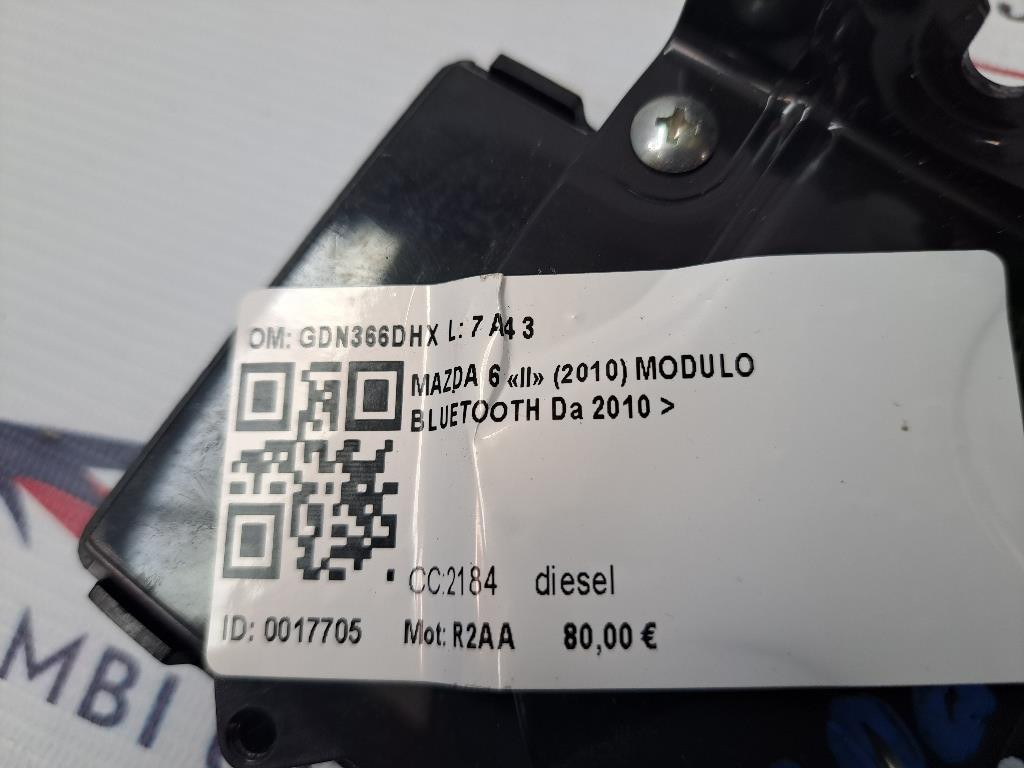 OM: GDN366DHX L: 7 A4 3
MAZDA 6 «II» (2010) MODULO
BLUETOOTH Da 2010 >
CC:2184 diesel
ID: 0017705 Mot: R2AA 80,00 €
MBI